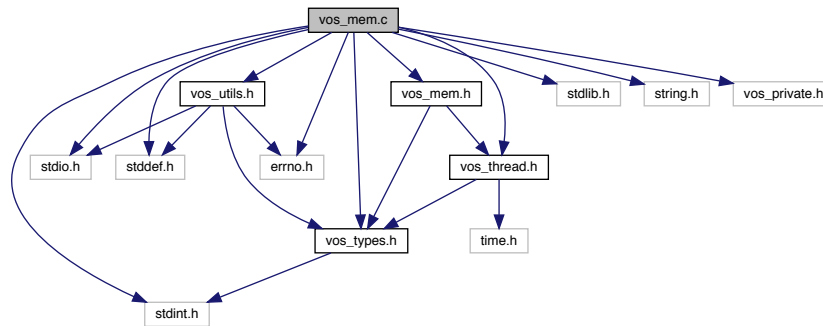 vos_mem.c
vos_utils.h
vos_mem.h
stdlib.h
string.h
vos_private.h
stdio.h
stddef.h
errno.h
vos_thread.h
vos_types.h
time.h
stdint.h